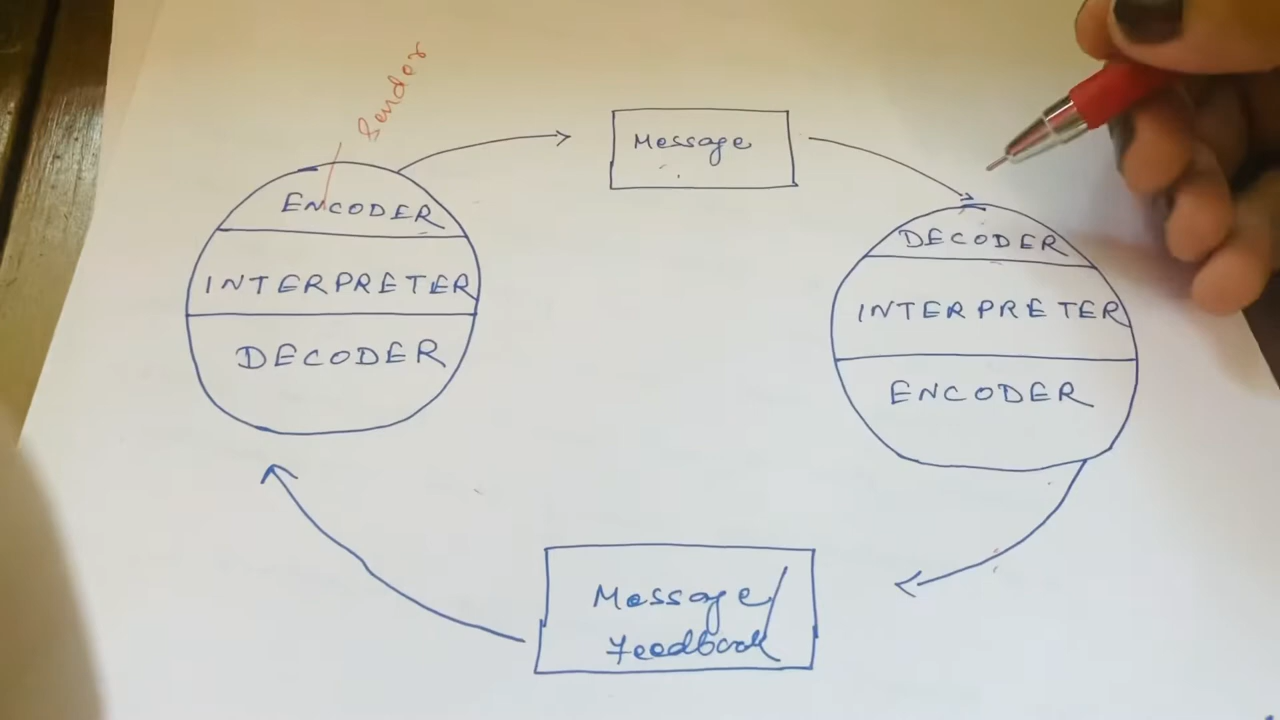 Sender
ENCODER
INTERPRETER
DECODER
Message
DECODER
INTERPRETER
ENCODER
Message/
Feedback